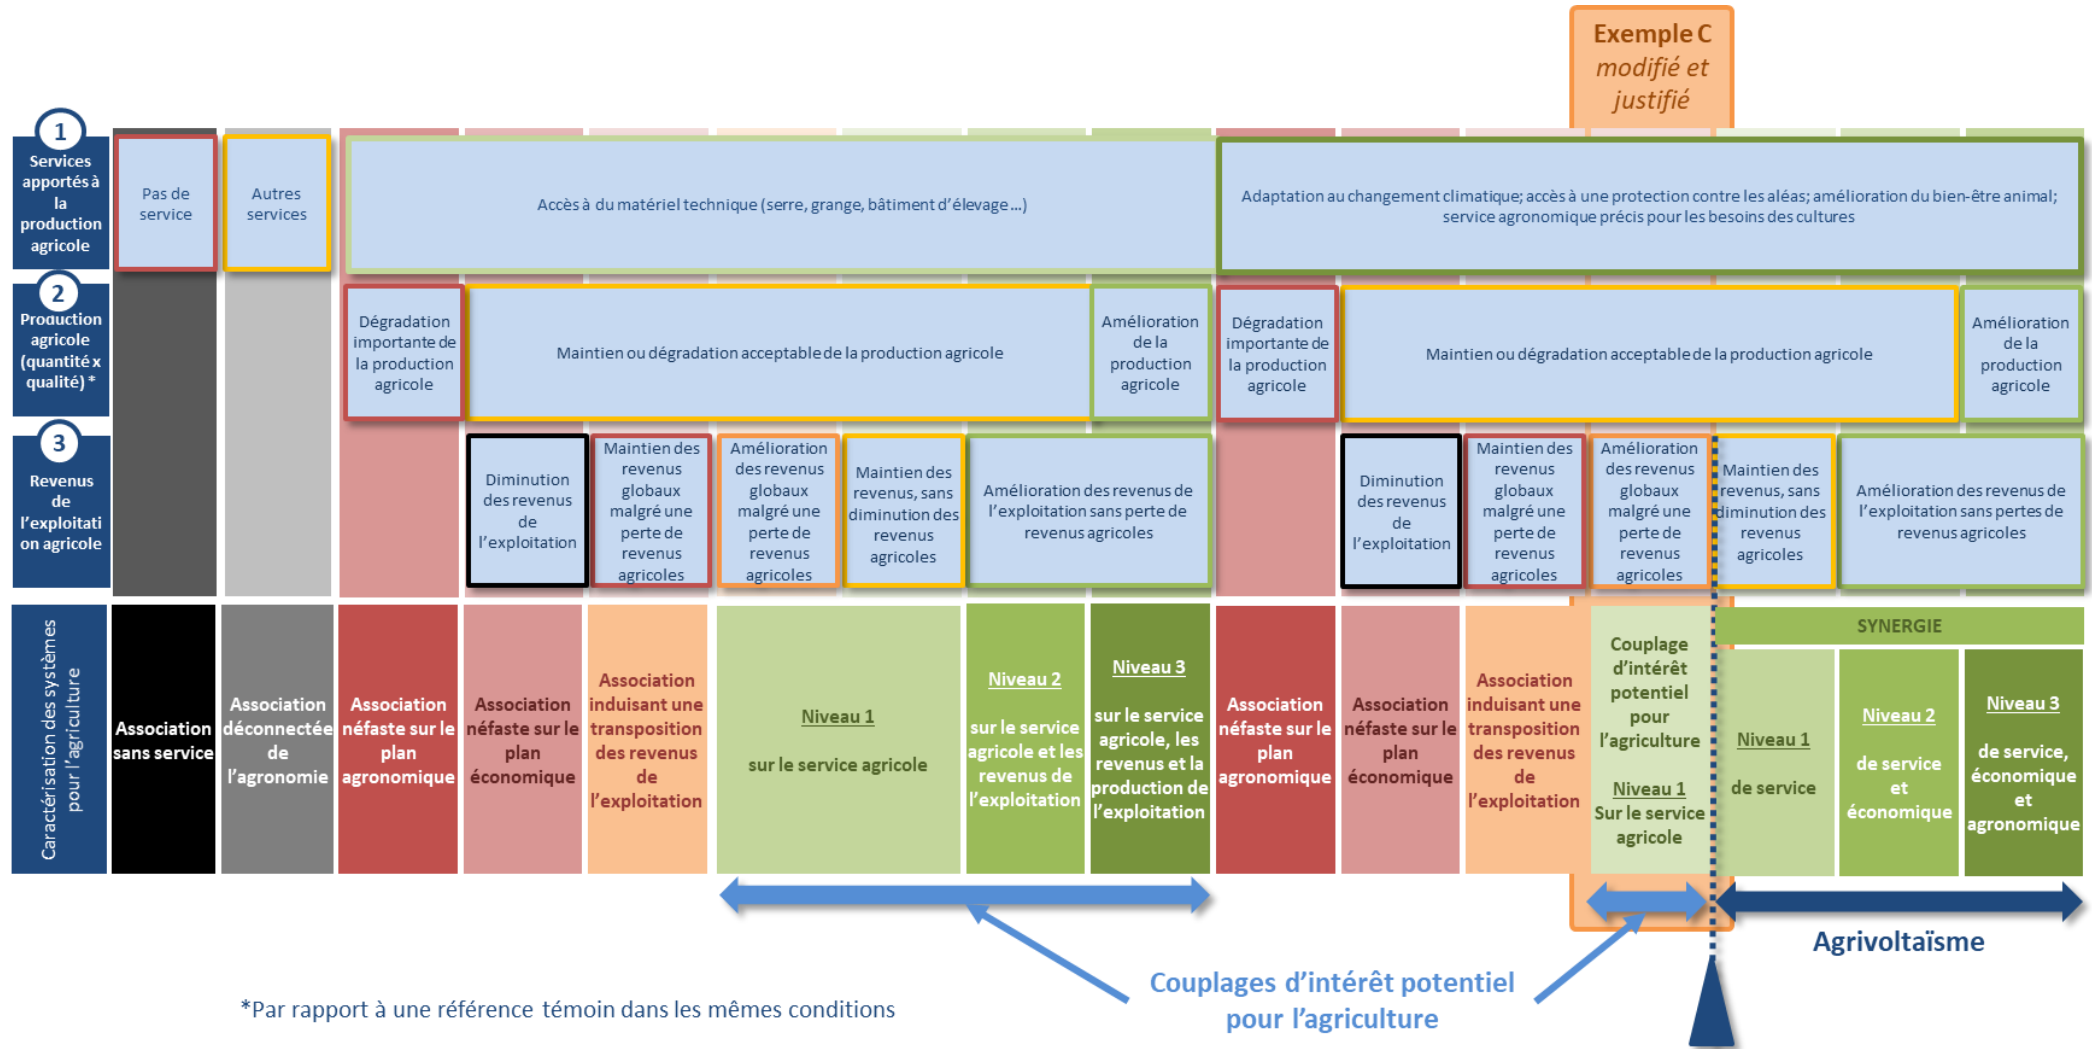 Exemple C
modifié et
justifié
1
Services
apportés à
la
production
agricole
Pas de
service
Autres
services
Accès à du matériel technique (serre, grange, bâtiment d’élevage …)
Adaptation au changement climatique; accès à une protection contre les aléas; amélioration du bien-être animal;
service agronomique précis pour les besoins des cultures
2
Production
agricole
(quantité x
qualité) *
Dégradation
importante de
la production
agricole
Maintien ou dégradation acceptable de la production agricole
Amélioration
de la
production
agricole
Dégradation
importante de
la production
agricole
Maintien ou dégradation acceptable de la production agricole
Amélioration
de la
production
agricole
3
Revenus
de
l’exploitati
on agricole
Diminution
des revenus
de
l’exploitation
Maintien des
revenus
globaux
malgré une
perte de
revenus
agricoles
Amélioration
des revenus
globaux
malgré une
perte de
revenus
agricoles
Maintien des
revenus, sans
diminution des
revenus
agricoles
Amélioration des revenus de
l’exploitation sans perte de
revenus agricoles
Diminution
des revenus
de
l’exploitation
Maintien des
revenus
globaux
malgré une
perte de
revenus
agricoles
Amélioration
des revenus
globaux
malgré une
perte de
revenus
agricoles
Maintien des
revenus, sans
diminution des
revenus
agricoles
Amélioration des revenus de
l’exploitation sans pertes de
revenus agricoles
Caractérisation des systèmes
pour l’agriculture
Association
sans service
Association
déconnectée
de
l’agronomie
Association
néfaste sur le
plan
agronomique
Association
néfaste sur le
plan
économique
Association
induisant une
transposition
des revenus
de
l’exploitation
Niveau 1
sur le service agricole
Niveau 2
sur le service
agricole et les
revenus de
l’exploitation
Niveau 3
sur le service
agricole, les
revenus et la
production de
l’exploitation
Association
néfaste sur le
plan
agronomique
Association
néfaste sur le
plan
économique
Association
induisant une
transposition
des revenus
de
l’exploitation
Couplage
d’intérêt
potentiel
pour
l’agriculture
Niveau 1
Sur le service
agricole
SYNERGIE
Niveau 1
de service
Niveau 2
de service
et
économique
Niveau 3
de service,
économique
et
agronomique
Agrivoltaïsme
Couplages d’intérêt potentiel
pour l’agriculture
*Par rapport à une référence témoin dans les mêmes conditions